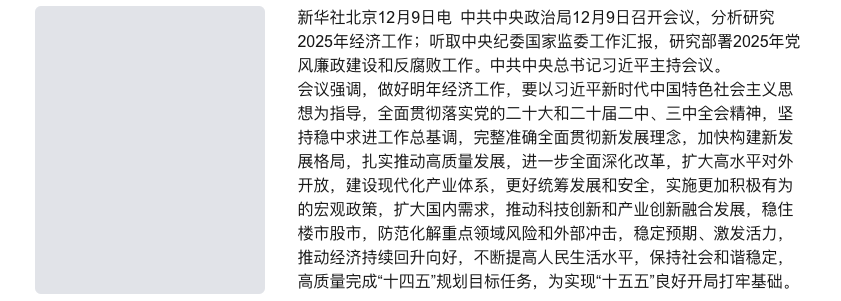 新华社北京12月9日电 中共中央政治局12月9日召开会议，分析研究
2025年经济工作；听取中央纪委国家监委工作汇报，研究部署2025年党
风廉政建设和反腐败工作。中共中央总书记习近平主持会议。
会议强调，做好明年经济工作，要以习近平新时代中国特色社会主义思
想为指导，全面贯彻落实党的二十大和二十届二中、三中全会精神，坚
持稳中求进工作总基调，完整准确全面贯彻新发展理念，加快构建新发
展格局，扎实推动高质量发展，进一步全面深化改革，扩大高水平对外
开放，建设现代化产业体系，更好统筹发展和安全，实施更加积极有为
的宏观政策，扩大国内需求，推动科技创新和产业创新融合发展，稳住
楼市股市，防范化解重点领域风险和外部冲击，稳定预期、激发活力，
推动经济持续回升向好，不断提高人民生活水平，保持社会和谐稳定，
高质量完成“十四五”规划目标任务，为实现“十五五”良好开局打牢基础。